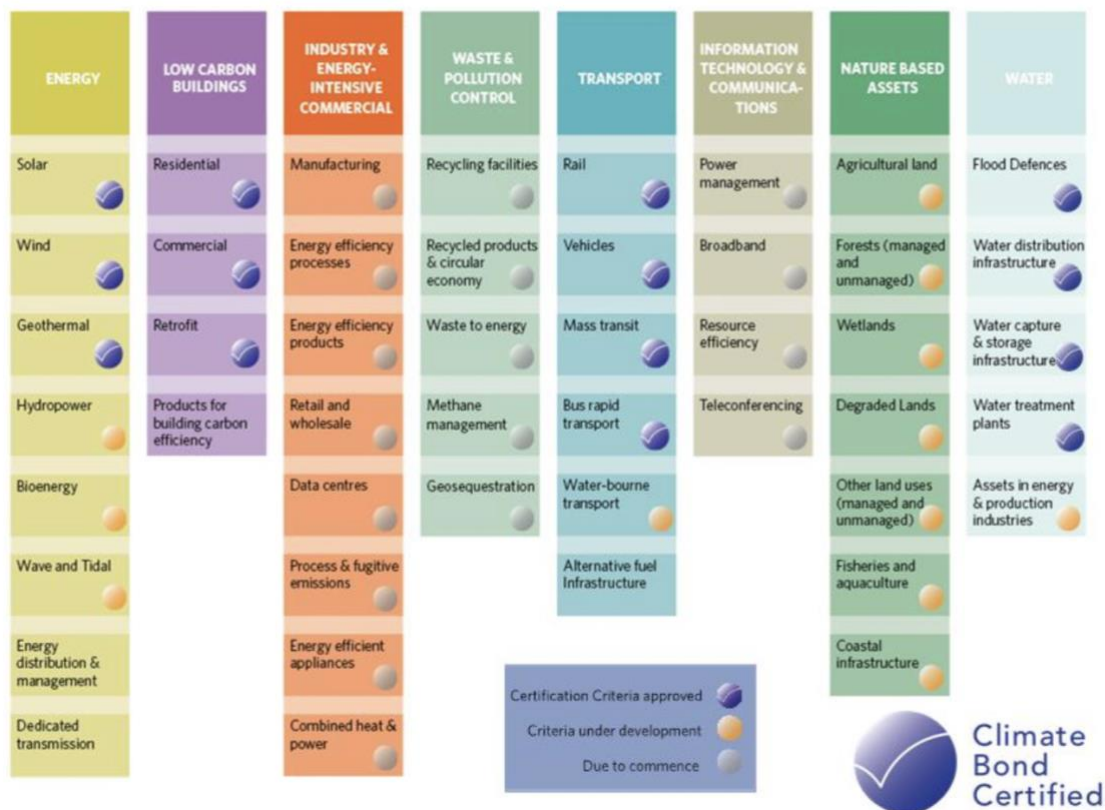 ENERGY
Solar
Wind
Geothermal
Hydropower
Bioenergy
Wave and Tidal
Energy
distribution &
management
Dedicated
transmission
LOW CARBON
BUILDINGS
Residential
Commercial
Retrofit
Products for
building carbon
efficiency
INDUSTRY &
ENERGY-
INTENSIVE
COMMERCIAL
Manufacturing
Energy efficiency
processes
Energy efficiency
products
Retail and
wholesale
Data centres
Process & fugitive
emissions
Energy efficient
appliances
Combined heat &
power
WASTE &
POLLUTION
CONTROL
Recycling facilities
Recycled products
& circular
economy
Waste to energy
Methane
management
Geosequestration
TRANSPORT
Rail
Vehicles
Mass transit
Bus rapid
transport
Water-bourne
transport
Alternative fuel
Infrastructure
INFORMATION
TECHNOLOGY &
COMMUNICA-
TIONS
Power
management
Broadband
Resource
efficiency
Teleconferencing
NATURE BASED
ASSETS
Agricultural land
Forests (managed
and
unmanaged)
Wetlands
Degraded Lands
Other land uses
(managed and
unmanaged)
Fisheries and
aquaculture
Coastal
infrastructure
WATER
Flood Defences
Water distribution
infrastructure
Water capture
& storage
infrastructure
Water treatment
plants
Assets in energy
& production
industries
Certification Criteria approved
Criteria under development
Due to commence
Climate
Bond
Certified